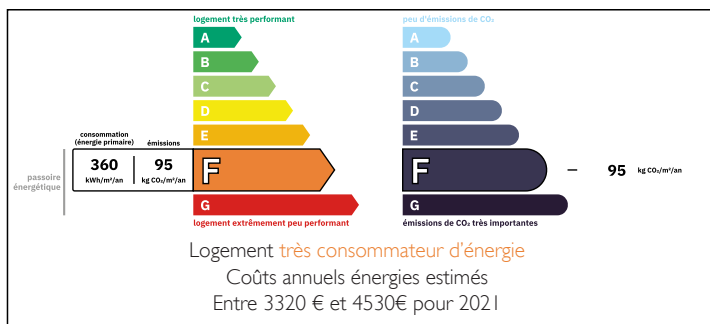 logement très performant
A
B
C
D
E
consommation
(énergie primaire)
émissions
360
kWh/m²/an
95
kg CO₂/m²/an
F
passoire
énergétique
G
logement extrêmement peu performant
peu d'émissions de CO₂
A
B
C
D
E
F
95 kg CO₂/m²/an
G
émissions de CO₂ très importantes
Logement très consommateur d'énergie
Coûts annuels énergies estimés
Entre 3320 € et 4530€ pour 2021